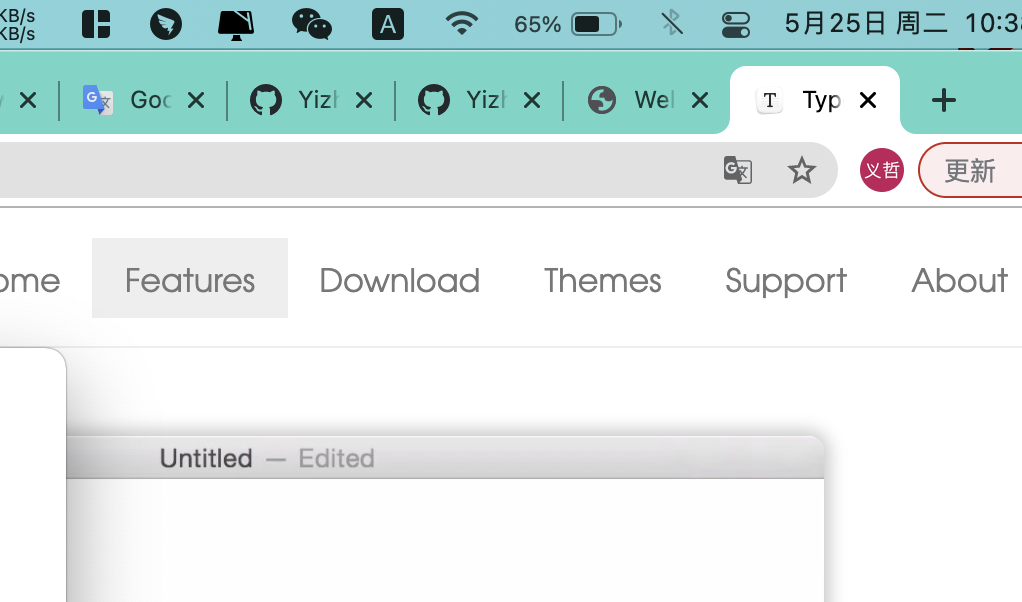 KB/s
KB/s
A
65%
5月25日 周二 10:3
Goo
Yizh
Yizh
Wel
T
Typ
义哲
更新
ome
Features
Download
Themes
Support
About
Untitled — Edited